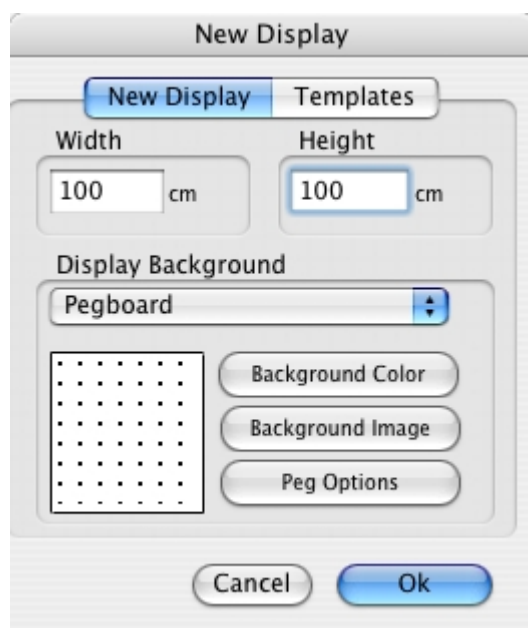 New Display
New Display Templates
Width Height
100 cm 100 cm
Display Background
Pegboard
Background Color
Background Image
Peg Options
Cancel Ok